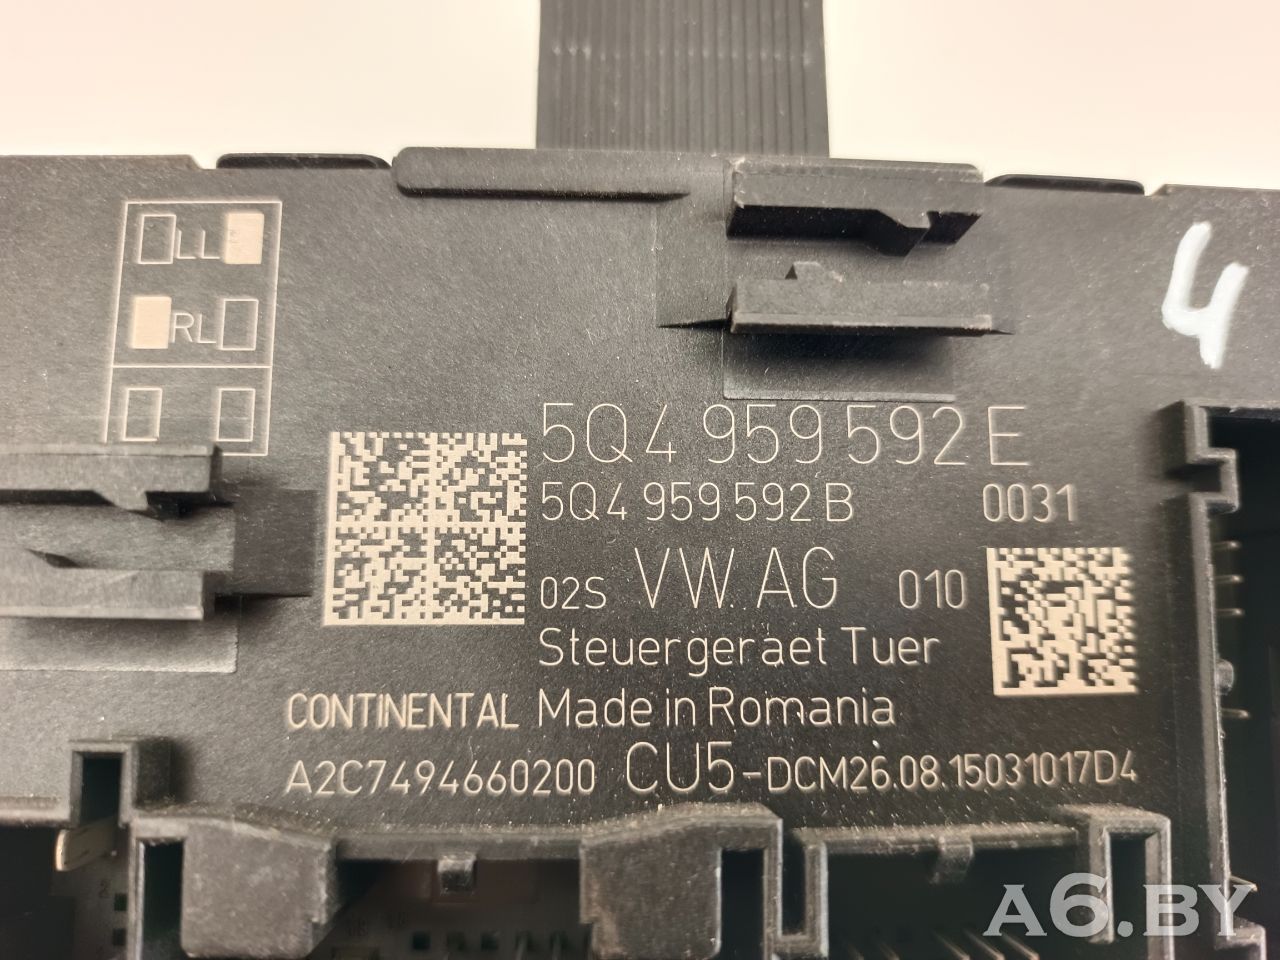 LL
RL
4
5Q4 959 592 E
5Q4 959 592 B 0031
02S VW AG 010
Steuergeraet Tuer
CONTINENTAL Made in Romania
A2C7494660200 CU5-DCM26.08.15031017D4
A6.BY